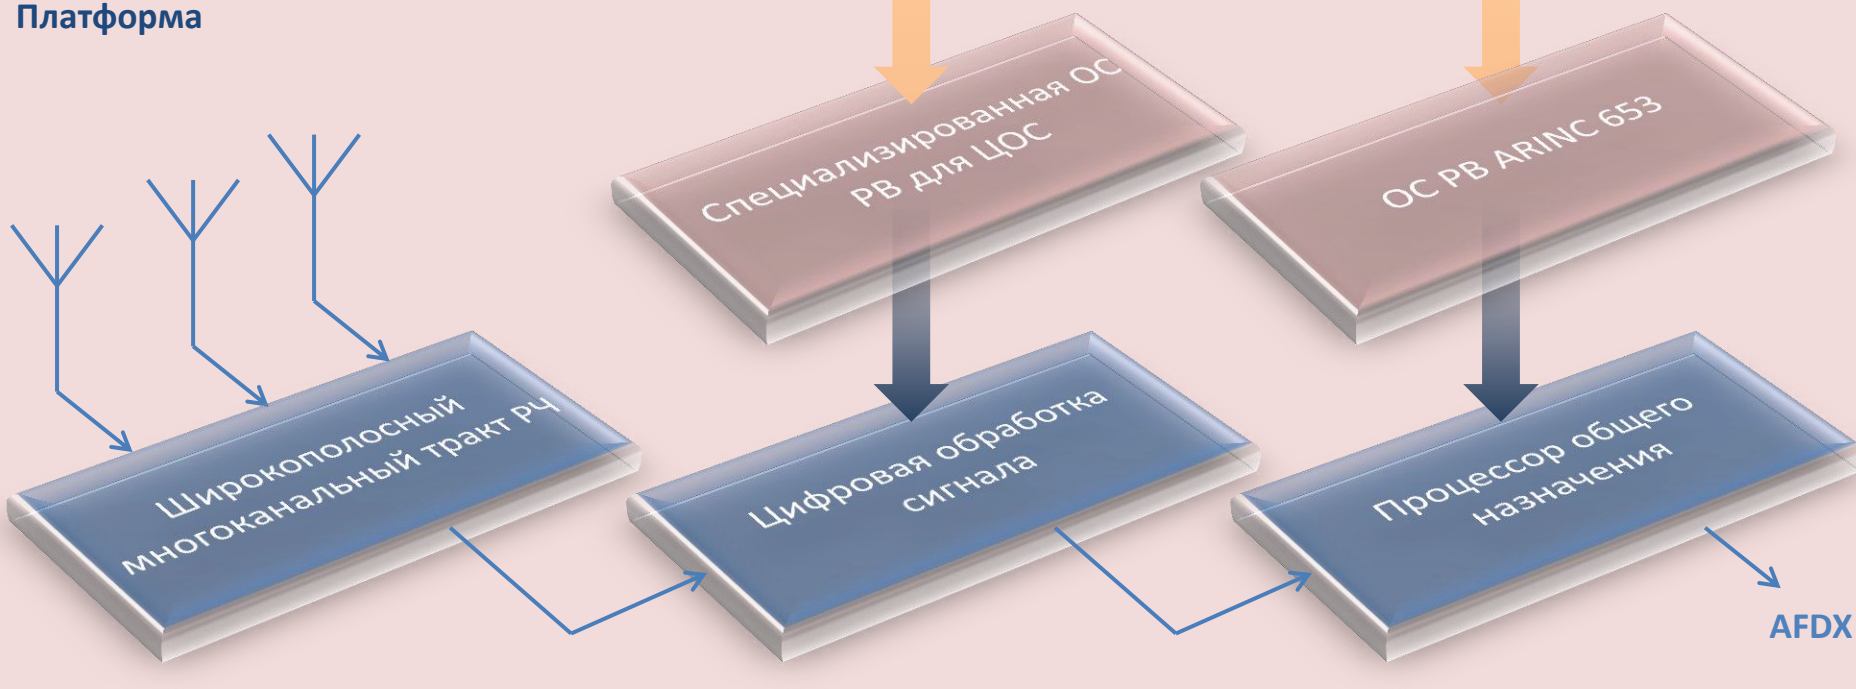 Платформа
Специализированная ОС
РВ для ЦОС
ОС РВ ARINC 653
Широкополосный
многоканальный тракт РЧ
Цифровая обработка
сигнала
Процессор общего
назначения
AFDX